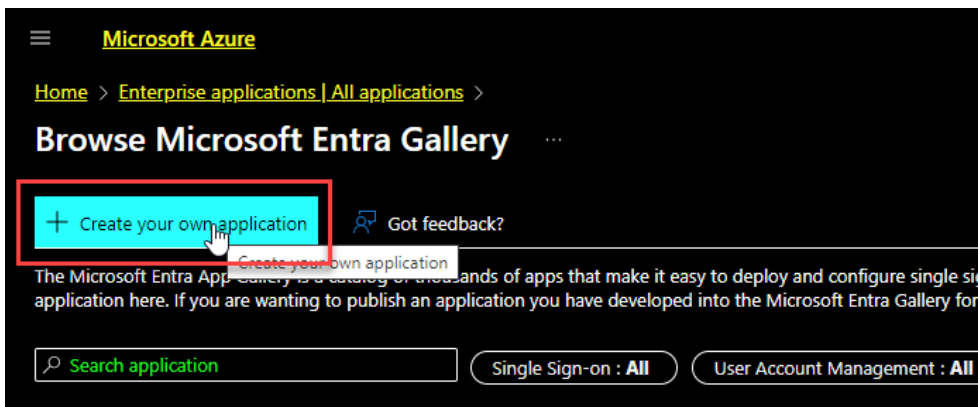 Microsoft Azure
Home > Enterprise applications | All applications >
Browse Microsoft Entra Gallery ...
+ Create your own application Got feedback?
Create your own application
The Microsoft Entra App Gallery is a catalog of thousands of apps that make it easy to deploy and configure single sig
application here. If you are wanting to publish an application you have developed into the Microsoft Entra Gallery for
Search application Single Sign-on : All User Account Management : All